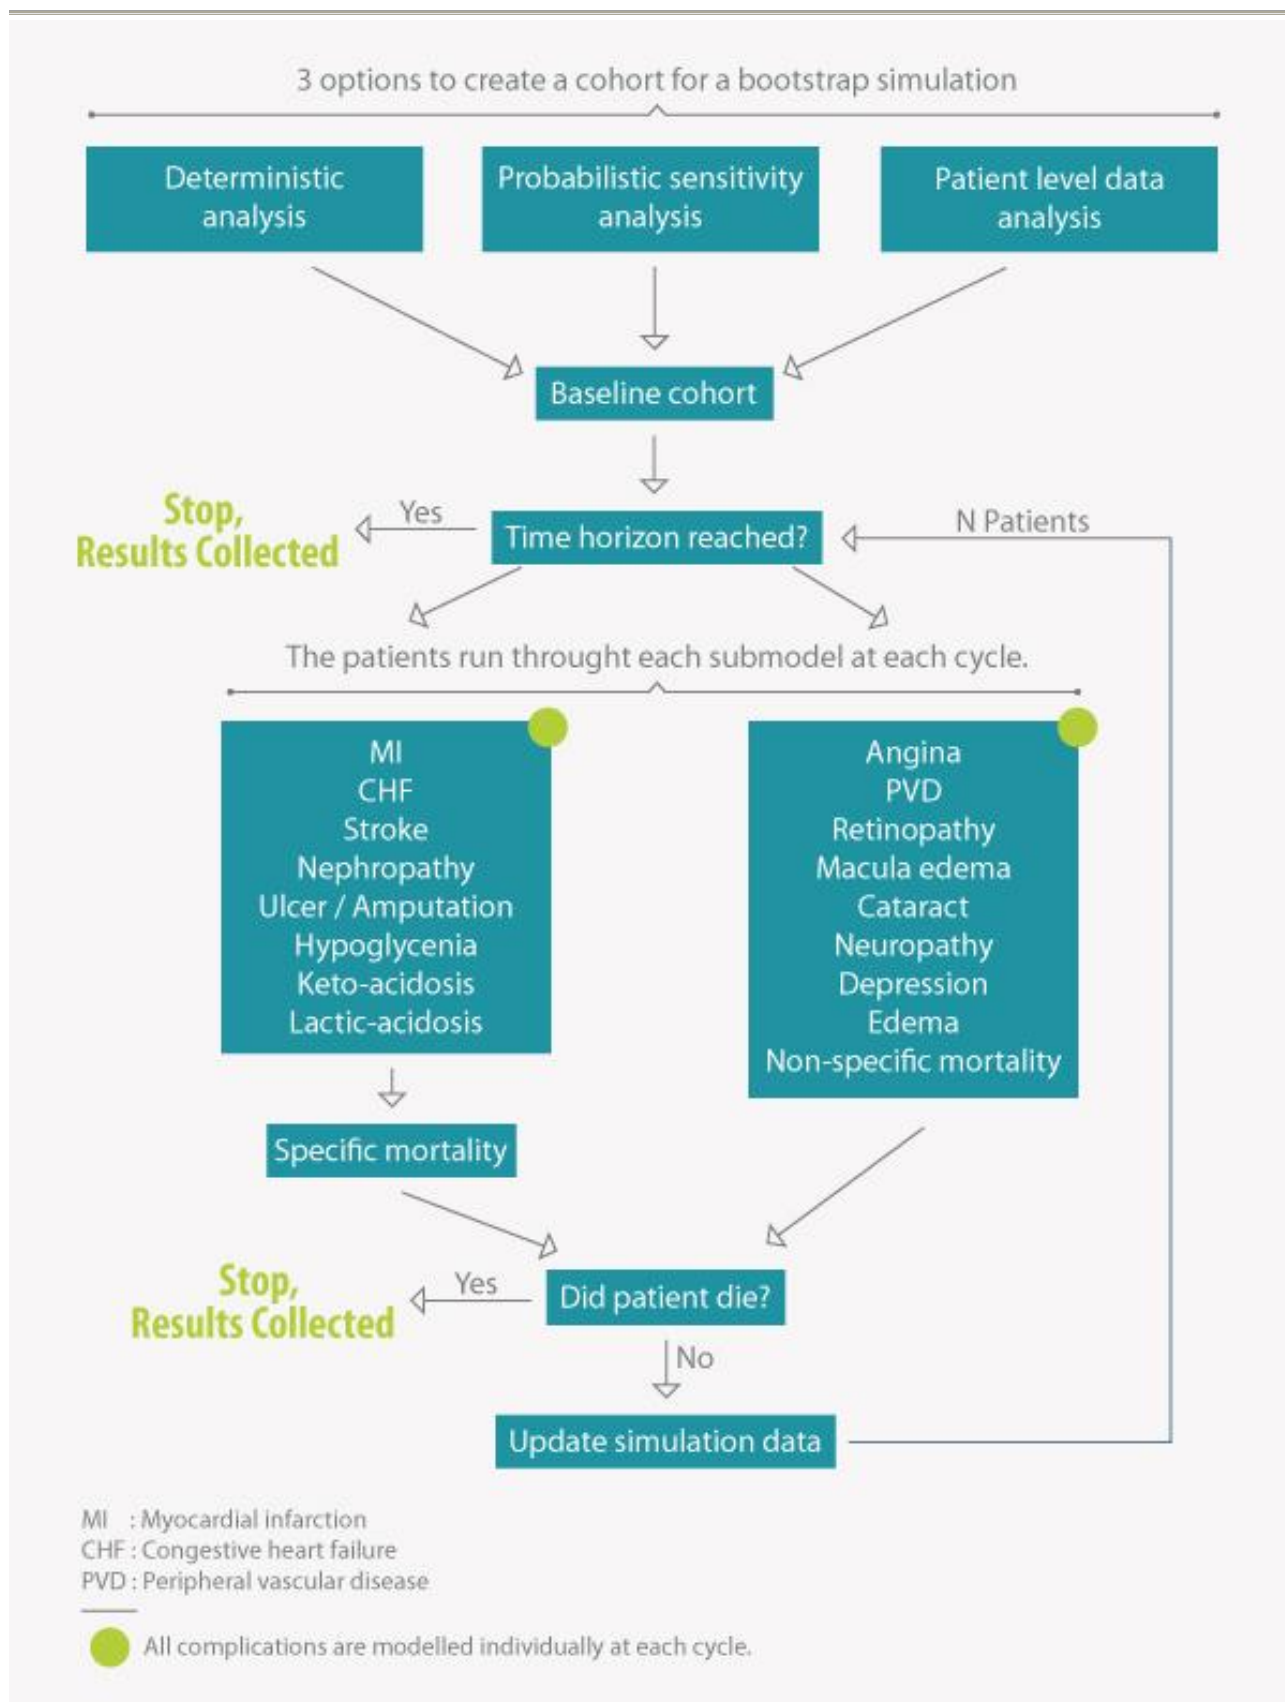 3 options to create a cohort for a bootstrap simulation
Deterministic
analysis
Probabilistic sensitivity
analysis
Patient level data
analysis
Baseline cohort
Stop,
Results Collected
Yes
Time horizon reached?
N Patients
The patients run throught each submodel at each cycle.
MI
CHF
Stroke
Nephropathy
Ulcer / Amputation
Hypoglycenia
Keto-acidosis
Lactic-acidosis
Angina
PVD
Retinopathy
Macula edema
Cataract
Neuropathy
Depression
Edema
Non-specific mortality
Specific mortality
Stop,
Results Collected
Yes
Did patient die?
No
Update simulation data
MI : Myocardial infarction
CHF : Congestive heart failure
PVD : Peripheral vascular disease
All complications are modelled individually at each cycle.